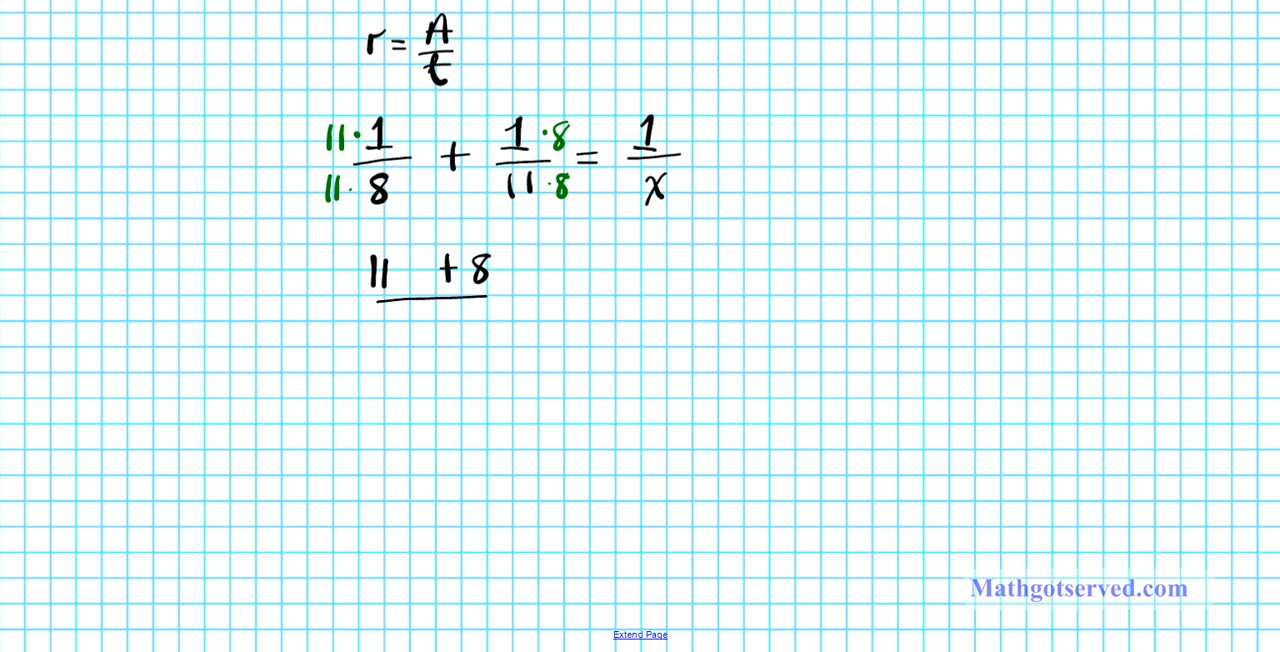 r = A/t
11 · 1/11 · 8 + 1 · 8/11 · 8 = 1/x
11 + 8
Mathgotserved.com
Extend Page